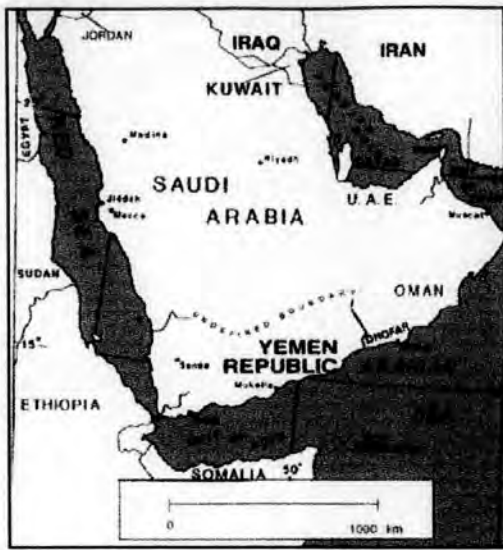 JORDAN
IRAQ
IRAN
KUWAIT
EGYPT
Medina
Riyadh
SAUDI
ARABIA
Jiddah
Mecca
U.A.E.
Muscat
SUDAN
OMAN
UNDEFINED BOUNDARY
DHOFAR
15°
YEMEN
REPUBLIC
Sanaa
Mukalla
ETHIOPIA
SOMALIA
50°
0
1000 km